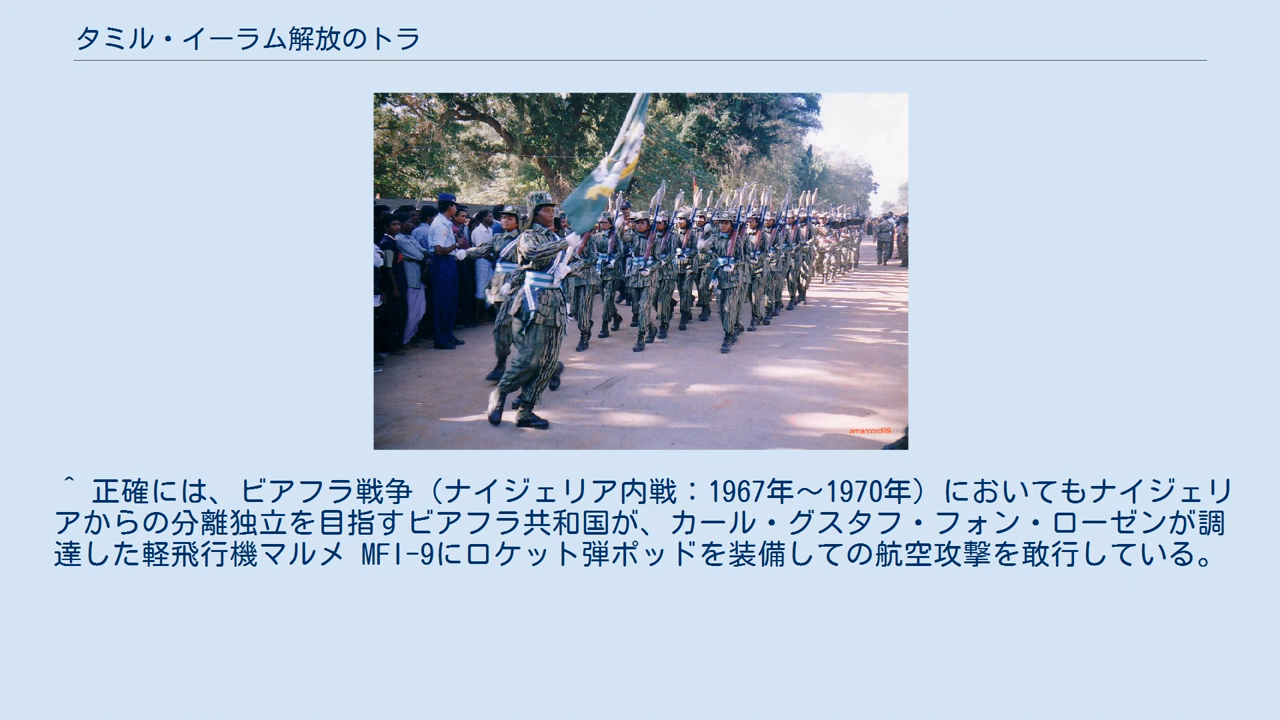 タミル・イーラム解放のトラ
amarcord69
^ 正確には、ビアフラ戦争（ナイジェリア内戦：1967年～1970年）においてもナイジェリ
アからの分離独立を目指すビアフラ共和国が、カール・グスタフ・フォン・ローゼンが調
達した軽飛行機マルメ MFI-9にロケット弾ポッドを装備しての航空攻撃を敢行している。